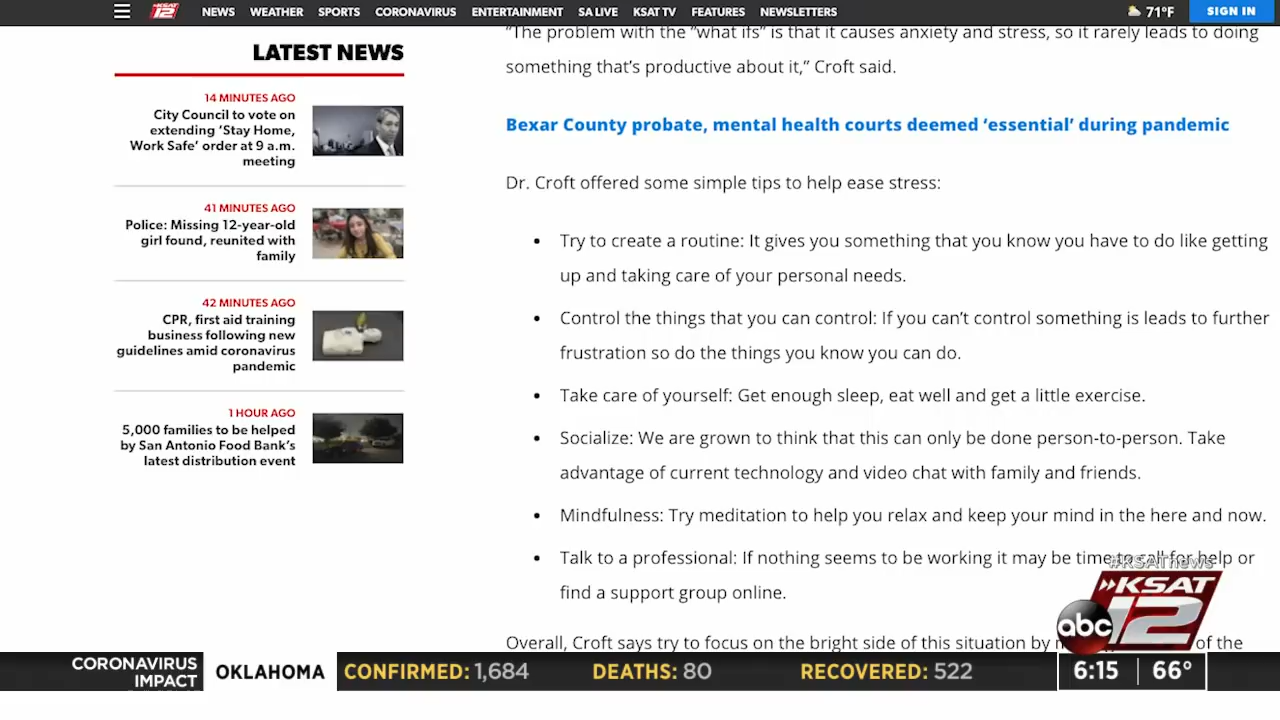 KSAT 12
NEWS WEATHER SPORTS CORONAVIRUS ENTERTAINMENT SA LIVE KSAT TV FEATURES NEWSLETTERS
71°F
SIGN IN
LATEST NEWS
14 MINUTES AGO
City Council to vote on
extending ‘Stay Home,
Work Safe’ order at 9 a.m.
meeting
41 MINUTES AGO
Police: Missing 12-year-old
girl found, reunited with
family
42 MINUTES AGO
CPR, first aid training
business following new
guidelines amid coronavirus
pandemic
1 HOUR AGO
5,000 families to be helped
by San Antonio Food Bank’s
latest distribution event
“The problem with the “what ifs” is that it causes anxiety and stress, so it rarely leads to doing
something that’s productive about it,” Croft said.
Bexar County probate, mental health courts deemed ‘essential’ during pandemic
Dr. Croft offered some simple tips to help ease stress:
• Try to create a routine: It gives you something that you know you have to do like getting
up and taking care of your personal needs.
• Control the things that you can control: If you can’t control something is leads to further
frustration so do the things you know you can do.
• Take care of yourself: Get enough sleep, eat well and get a little exercise.
• Socialize: We are grown to think that this can only be done person-to-person. Take
advantage of current technology and video chat with family and friends.
• Mindfulness: Try meditation to help you relax and keep your mind in the here and now.
• Talk to a professional: If nothing seems to be working it may be time to call for help or
find a support group online.
Overall, Croft says try to focus on the bright side of this situation by of the
#KSATnews
KSAT
abc 12
CORONAVIRUS
IMPACT
OKLAHOMA CONFIRMED: 1,684 DEATHS: 80 RECOVERED: 522
6:15 66°